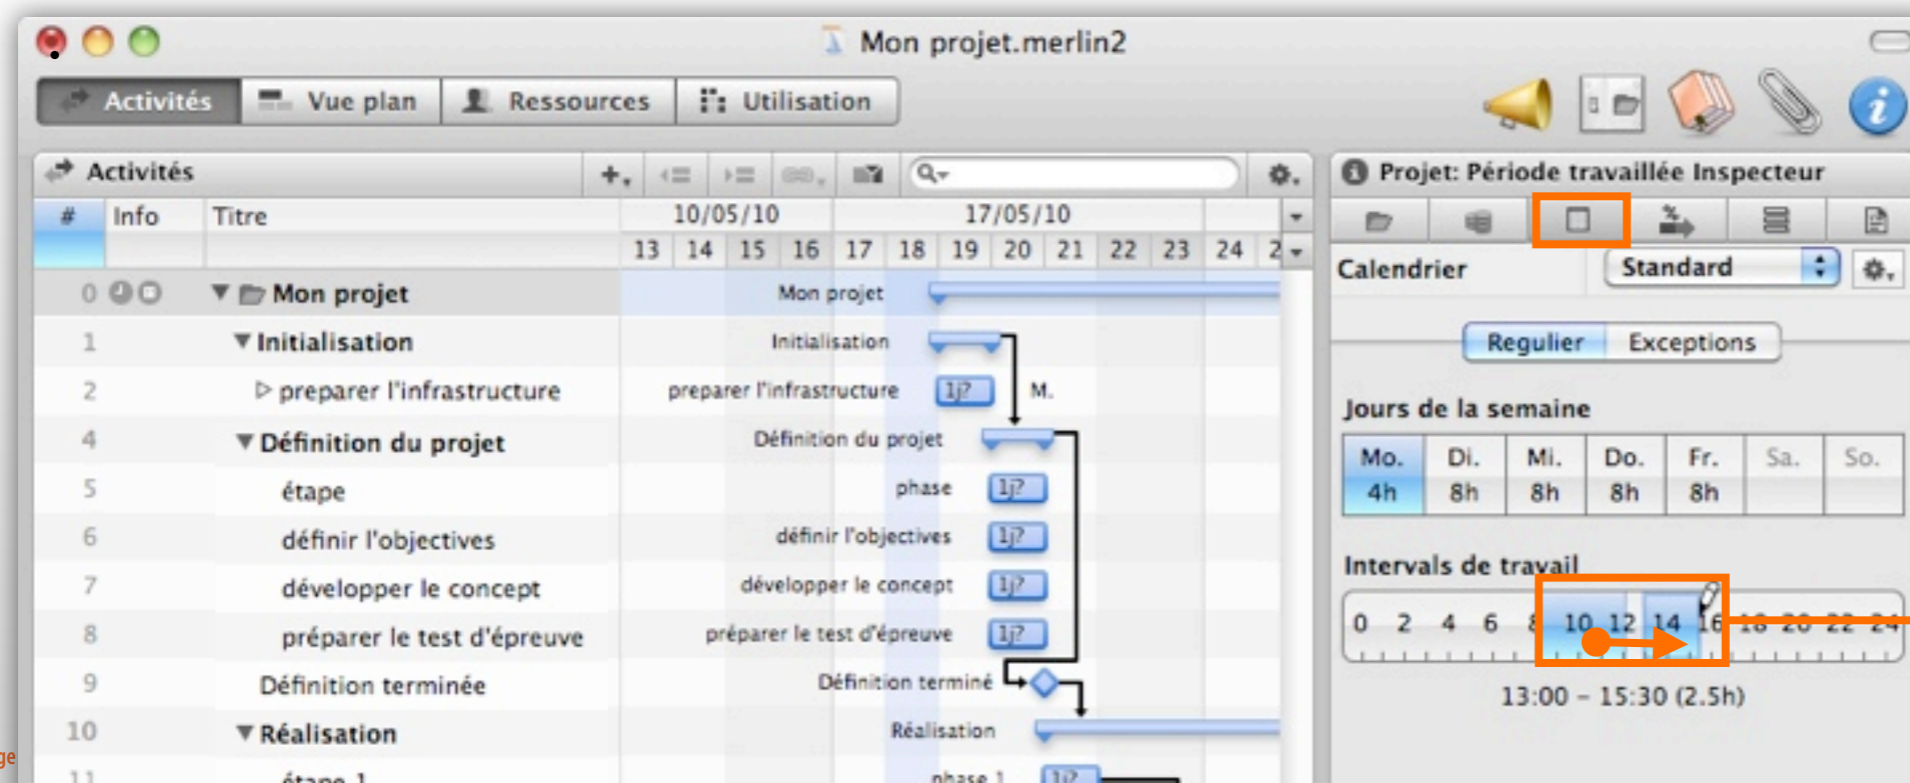 Mon projet.merlin2
Activités Vue plan Ressources Utilisation
Activités
Projet: Période travaillée Inspecteur
# Info Titre 10/05/10 17/05/10
13 14 15 16 17 18 19 20 21 22 23 24
Calendrier Standard
0 Mon projet Mon projet
1 Initialisation Initialisation
Regulier Exceptions
2 preparer l'infrastructure preparer l'infrastructure 1j? M.
Jours de la semaine
4 Définition du projet Définition du projet
Mo. Di. Mi. Do. Fr. Sa. So.
4h 8h 8h 8h 8h
5 étape phase 1j?
6 définir l'objectives définir l'objectives 1j?
Intervals de travail
7 développer le concept développer le concept 1j?
0 2 4 6 8 10 12 14 16 18 20 22 24
8 préparer le test d'épreuve préparer le test d'épreuve 1j?
9 Définition terminée Définition terminé
13:00 – 15:30 (2.5h)
10 Réalisation Réalisation
ge
11 étape 1 phase 1 1j?